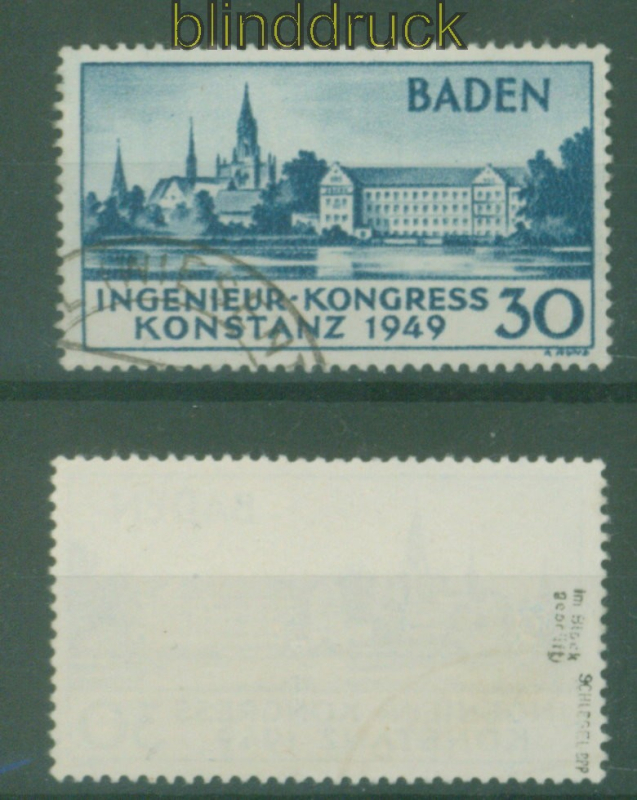 blinddruck
BADEN
INGENIEUR·KONGRESS
KONSTANZ 1949 30
im Block
geprüft
SCHLEGEL BPP